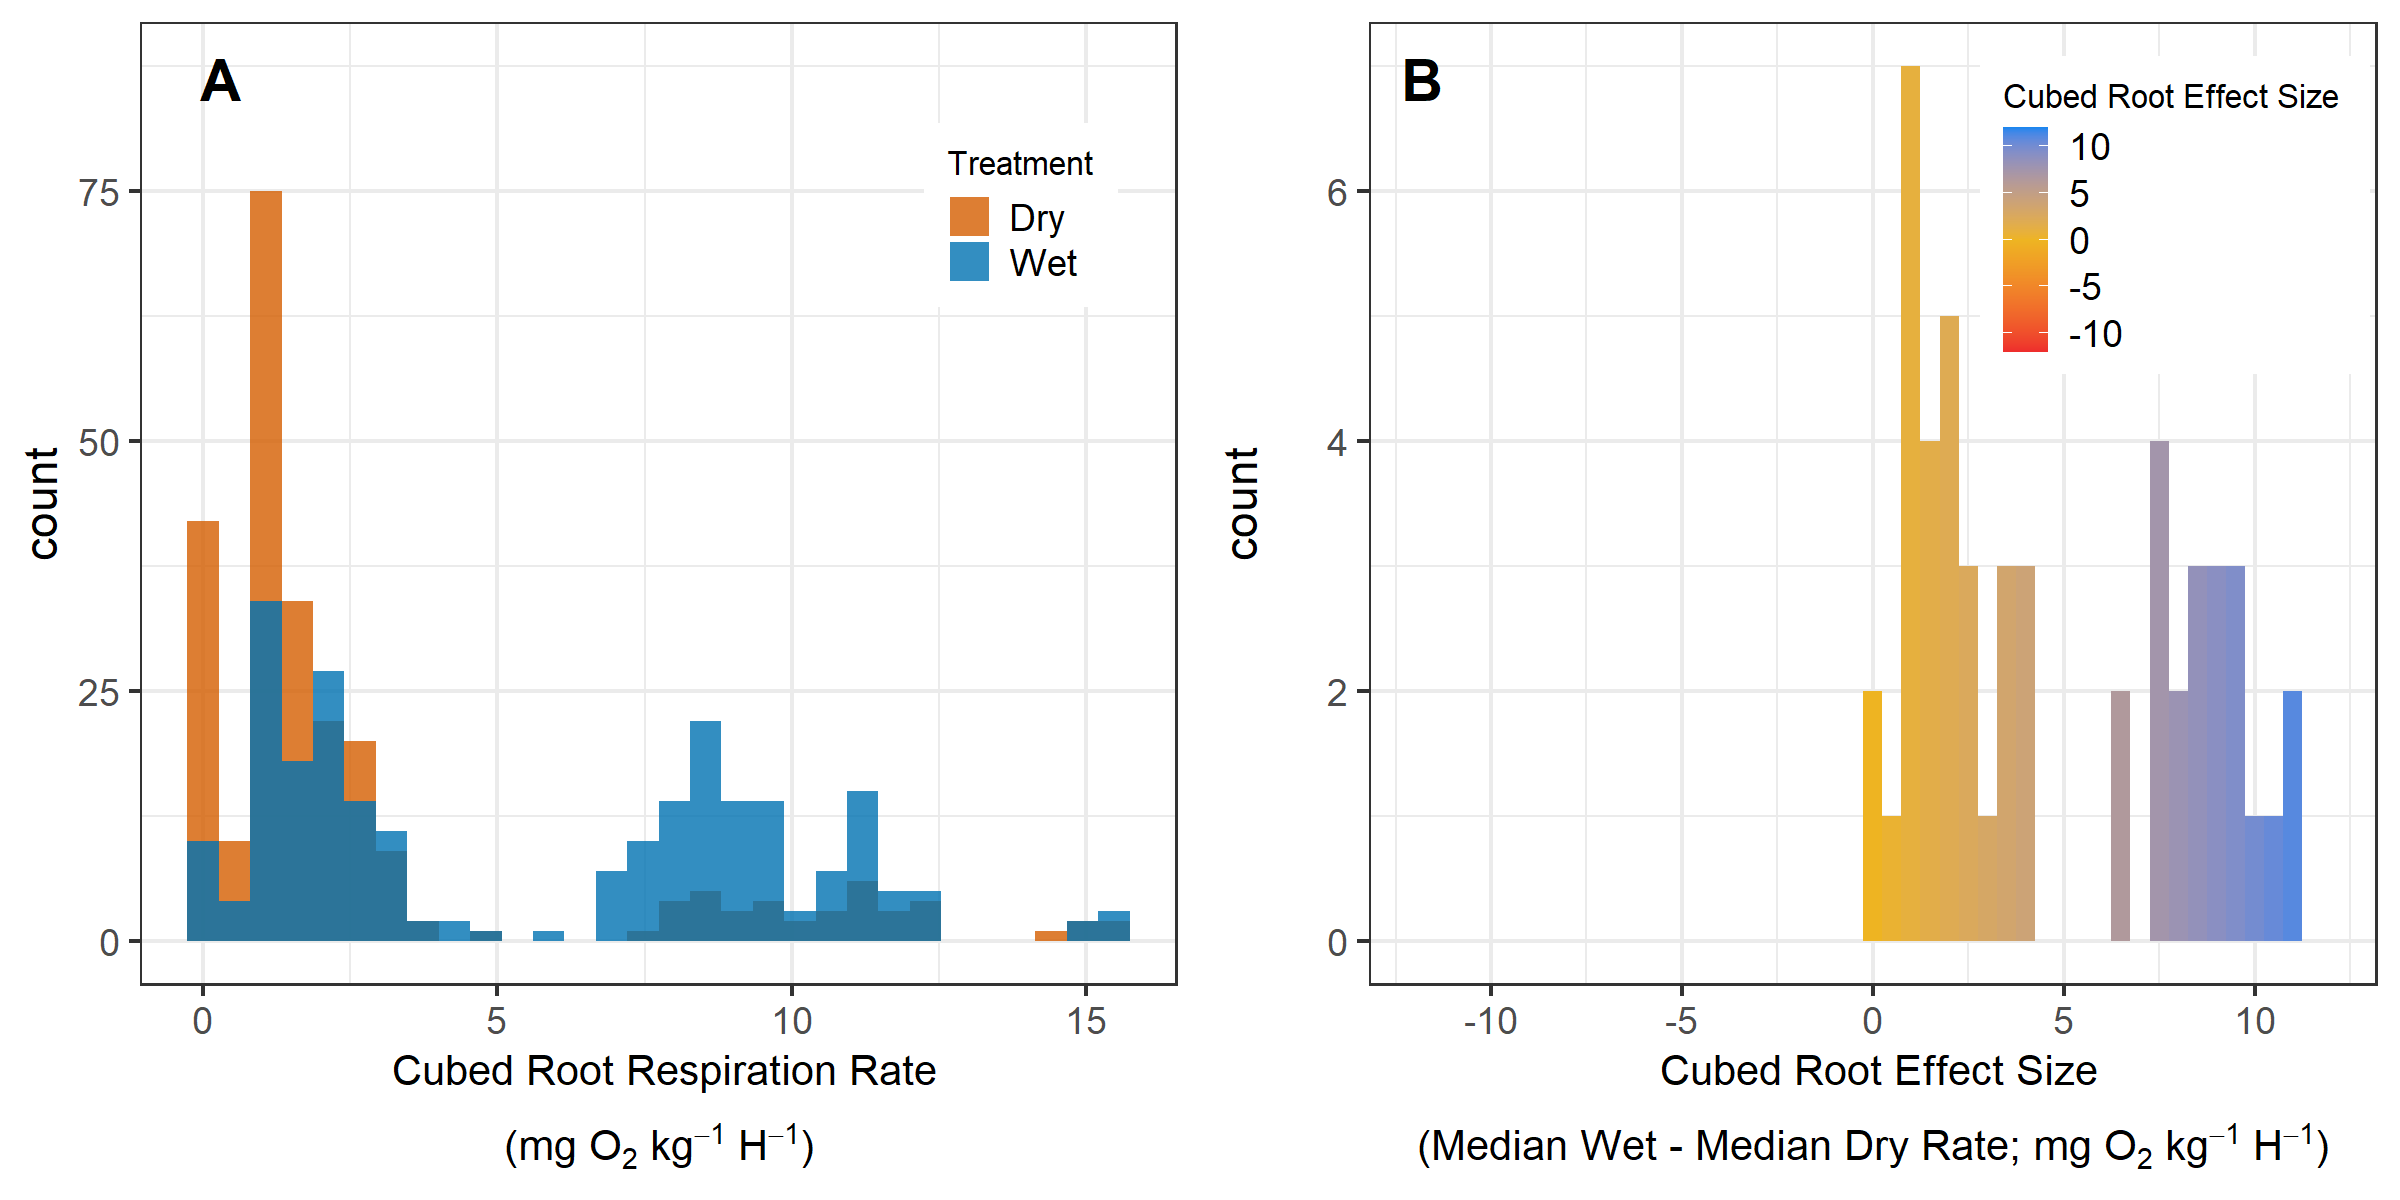 A
Treatment
Dry
Wet
75
50
25
0
count
0 5 10 15
Cubed Root Respiration Rate
(mg O₂ kg⁻¹ H⁻¹)
B
Cubed Root Effect Size
10
5
0
-5
-10
6
4
2
0
count
-10 -5 0 5 10
Cubed Root Effect Size
(Median Wet - Median Dry Rate; mg O₂ kg⁻¹ H⁻¹)